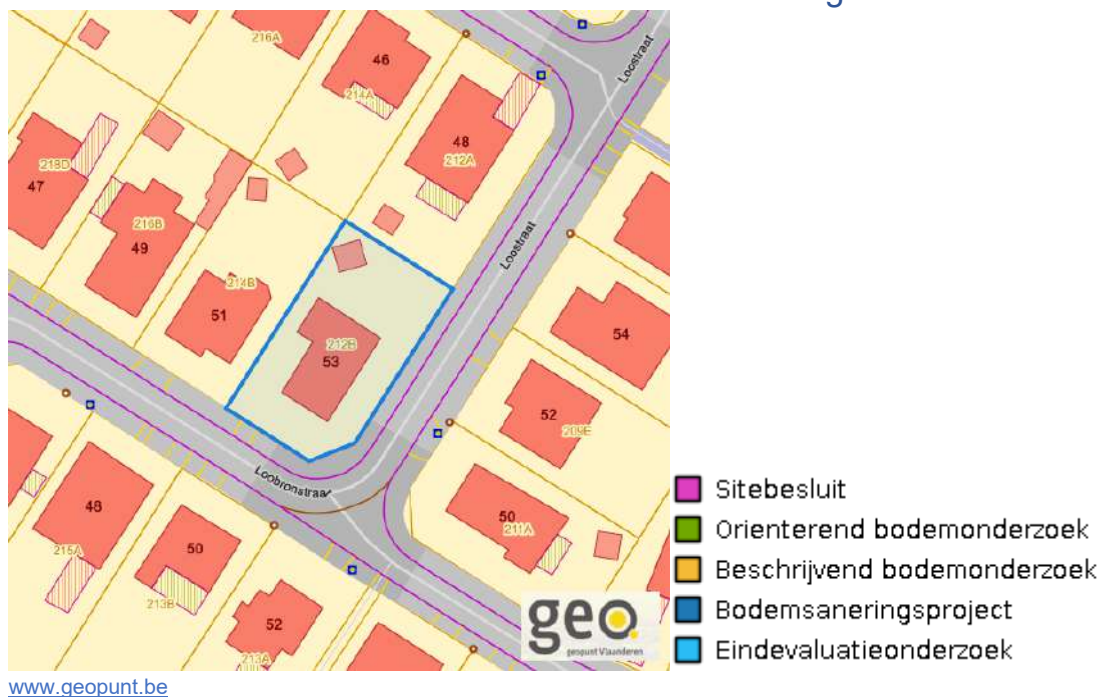 216A
46
214A
Loostraat
48
212A
218D
47
216B
49
Loostraat
214B
51
212B
53
54
52
209E
Loobronstraat
48
215A
50
213B
52
213A
50
211A
geo.
geopunt Vlaanderen
Sitebesluit
Orienterend bodemonderzoek
Beschrijvend bodemonderzoek
Bodemsaneringsproject
Eindevaluatieonderzoek
www.geopunt.be